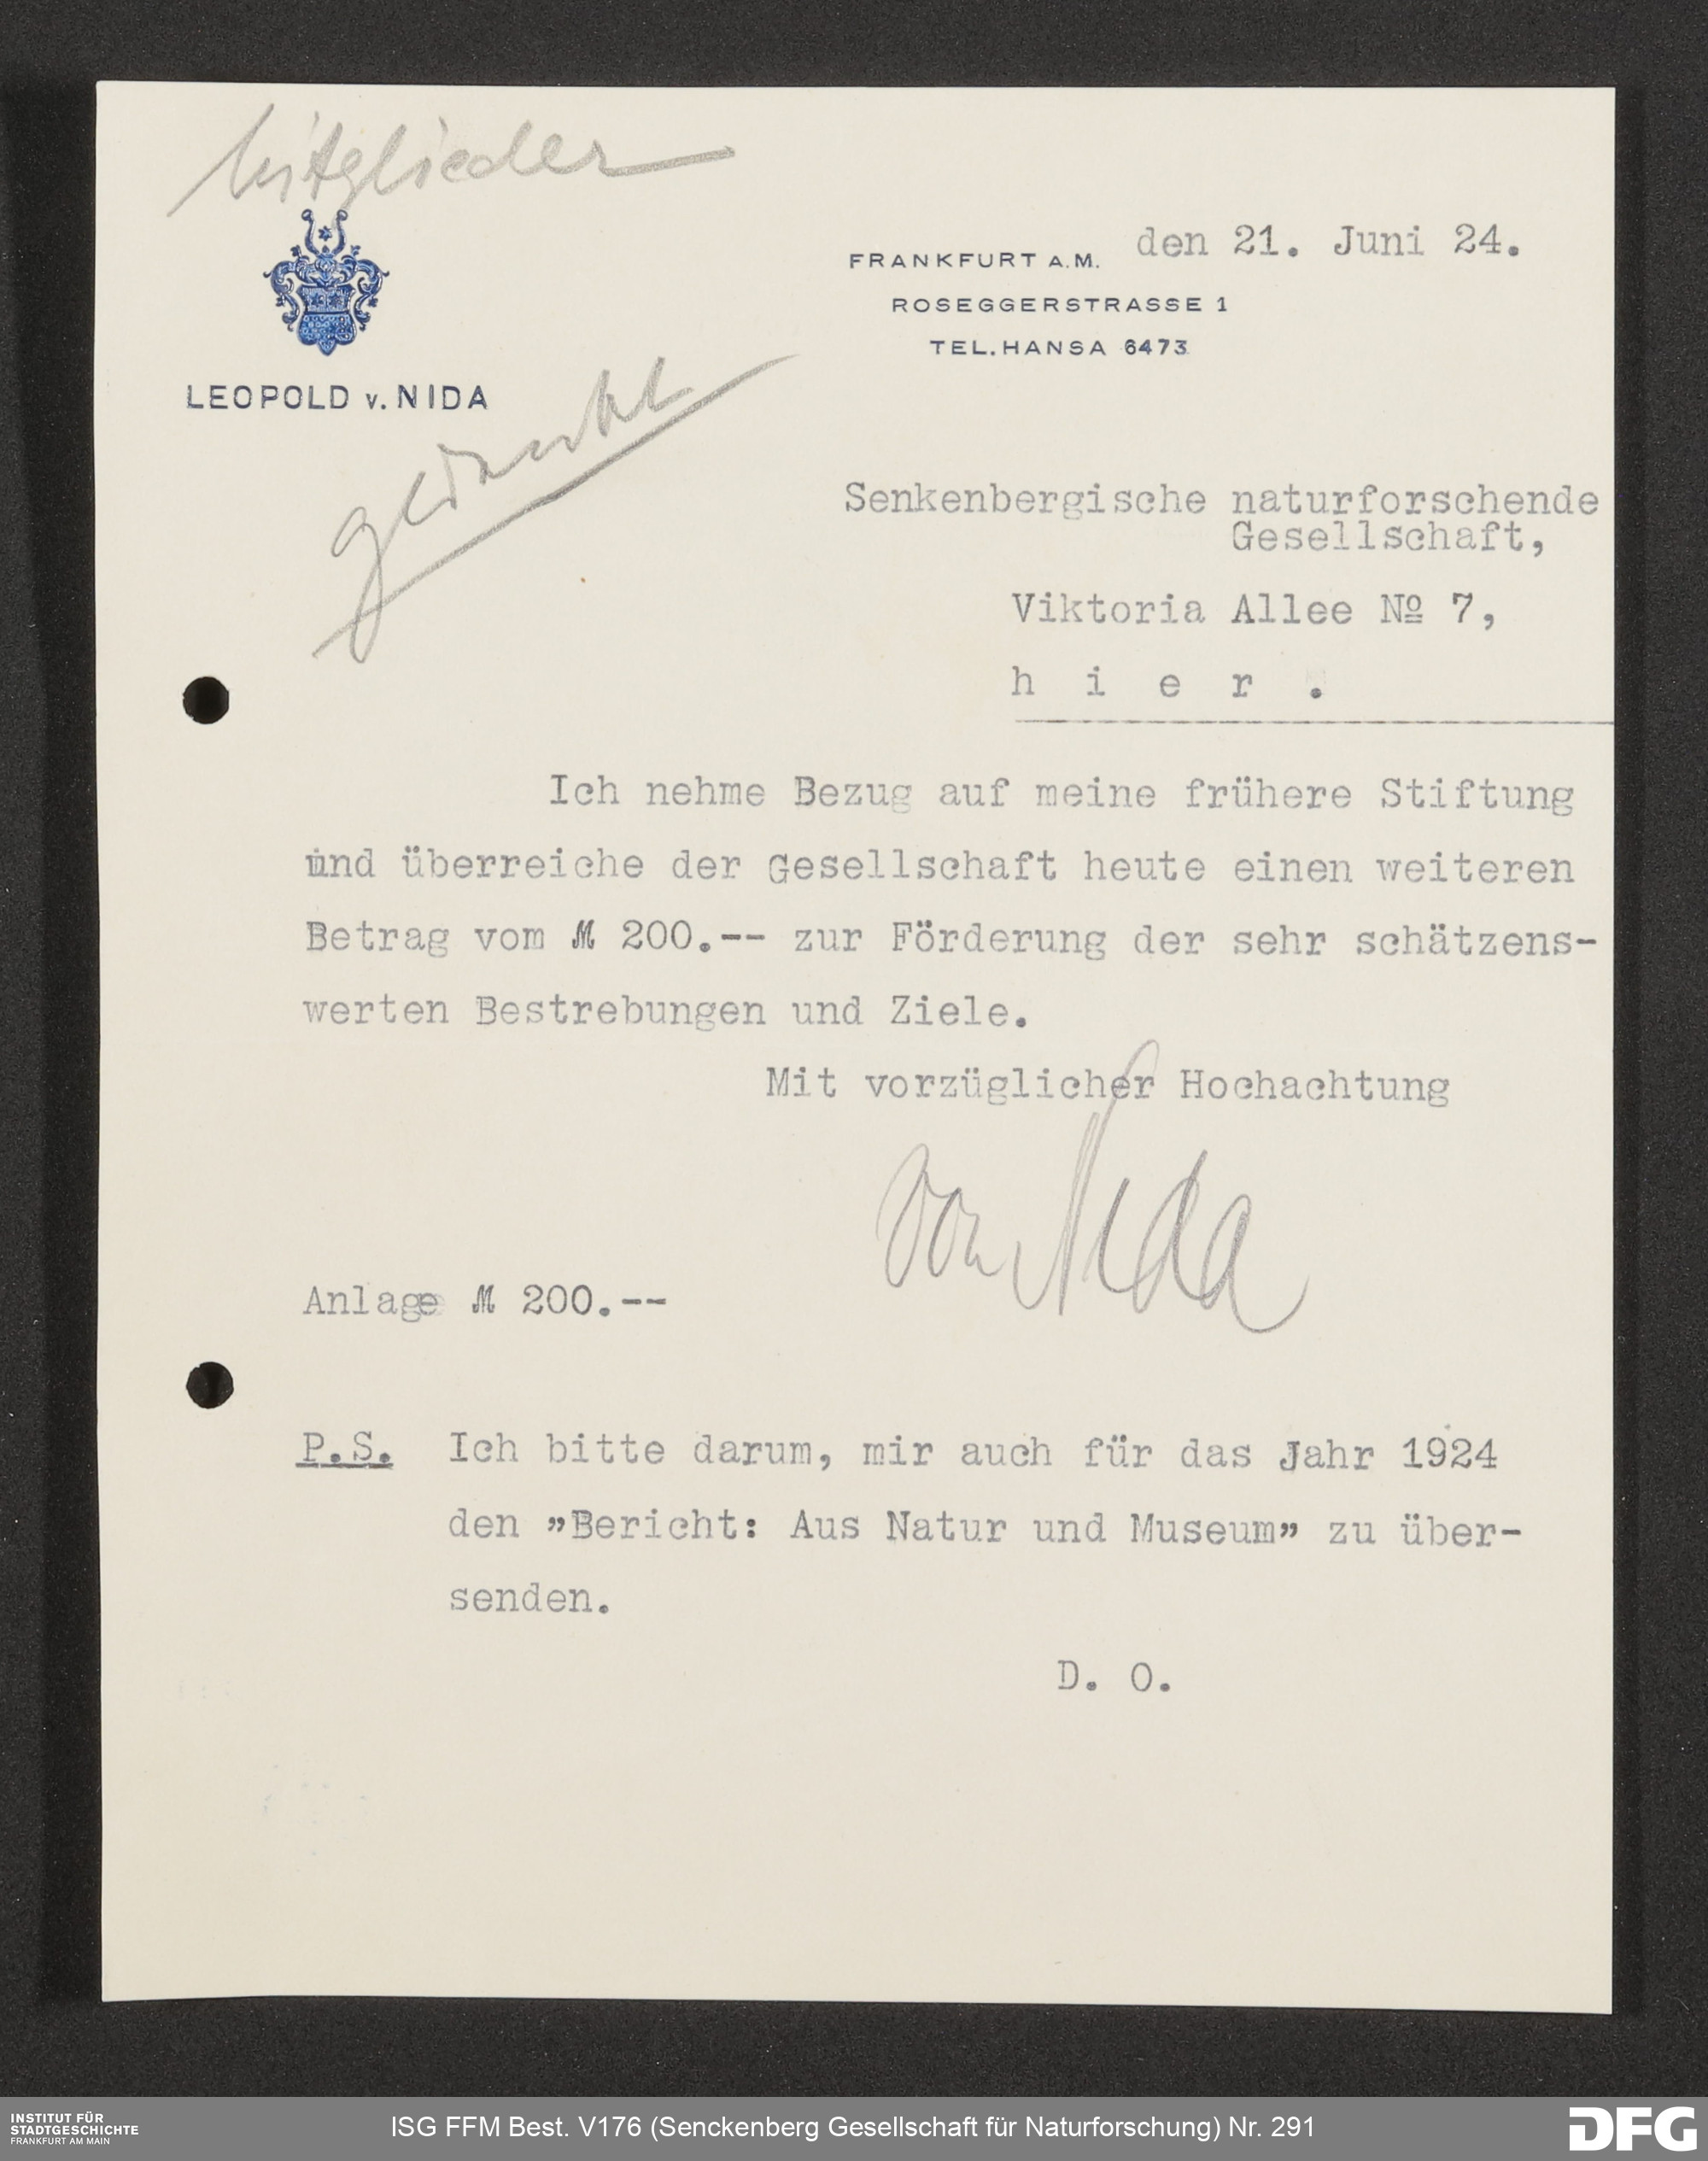 Mitglieder
den 21. Juni 24.
FRANKFURT A.M.
ROSEGGERSTRASSE 1
TEL. HANSA 6473
LEOPOLD v. NIDA
gedankt
Senkenbergische naturforschende
Gesellschaft,
Viktoria Allee № 7,
h i e r .
Ich nehme Bezug auf meine frühere Stiftung
und überreiche der Gesellschaft heute einen weiteren
Betrag vom M 200.-- zur Förderung der sehr schätzens-
werten Bestrebungen und Ziele.
Mit vorzüglicher Hochachtung
von Nida
Anlage M 200.--
P.S. Ich bitte darum, mir auch für das Jahr 1924
den "Bericht: Aus Natur und Museum" zu über-
senden.
D. O.
INSTITUT FÜR
STADTGESCHICHTE
FRANKFURT AM MAIN
ISG FFM Best. V176 (Senckenberg Gesellschaft für Naturforschung) Nr. 291
DFG